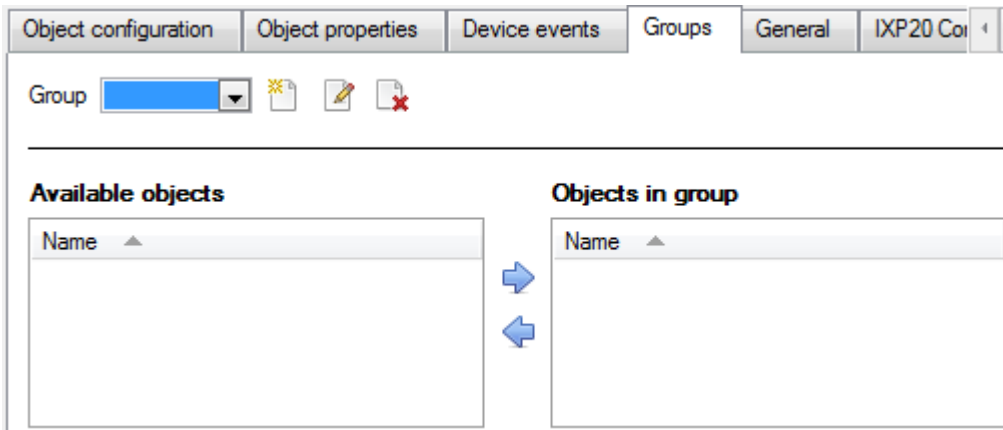 Object configuration Object properties Device events Groups General IXP20 Co
Group
Available objects Objects in group
Name Name